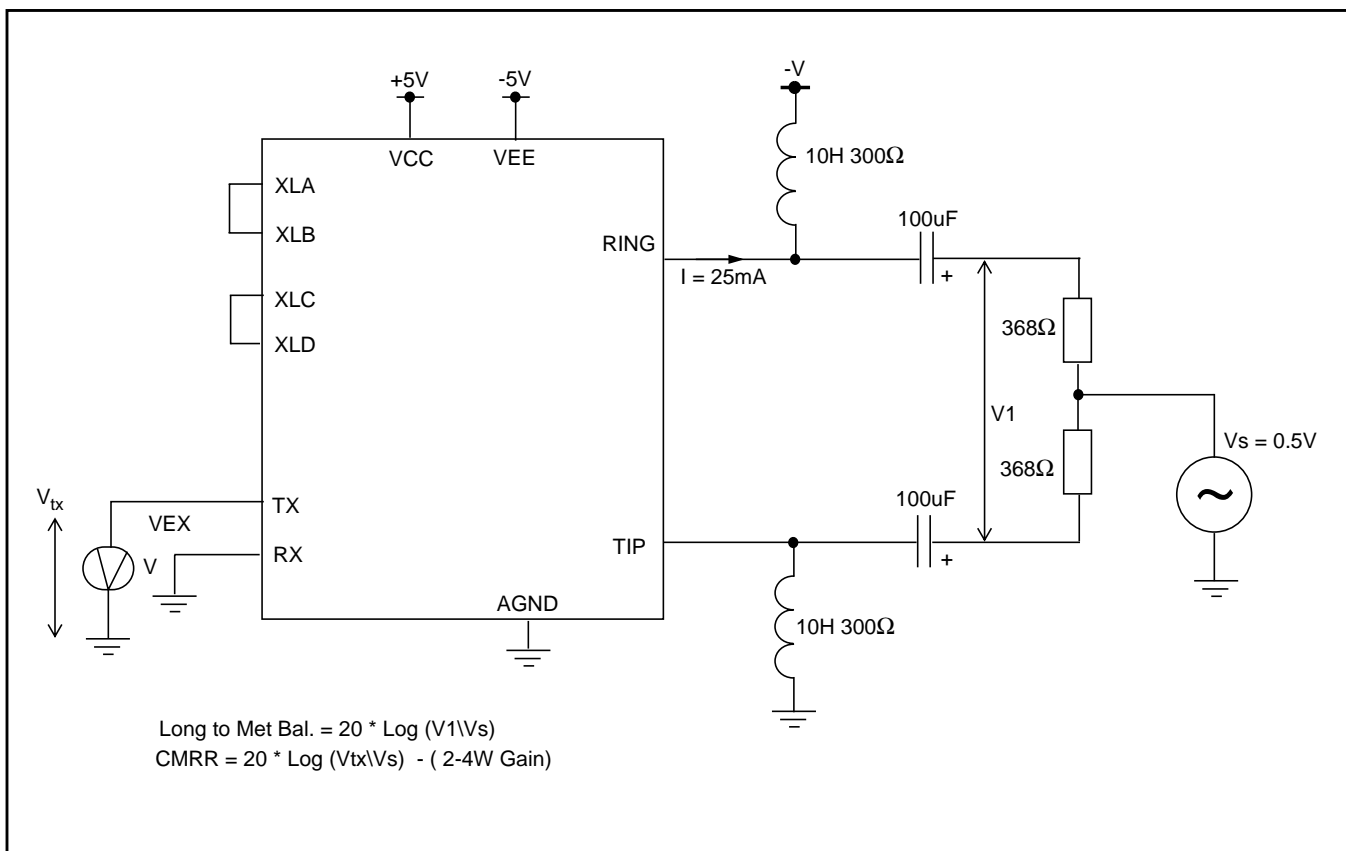 +5V
-5V
-V
VCC
VEE
10H 300Ω
XLA
XLB
100uF
RING
+
I = 25mA
XLC
XLD
368Ω
V1
Vs = 0.5V
368Ω
Vtx
TX
100uF
VEX
~
V
RX
TIP
+
AGND
10H 300Ω
Long to Met Bal. = 20 * Log (V1\Vs)
CMRR = 20 * Log (Vtx\Vs) - ( 2-4W Gain)